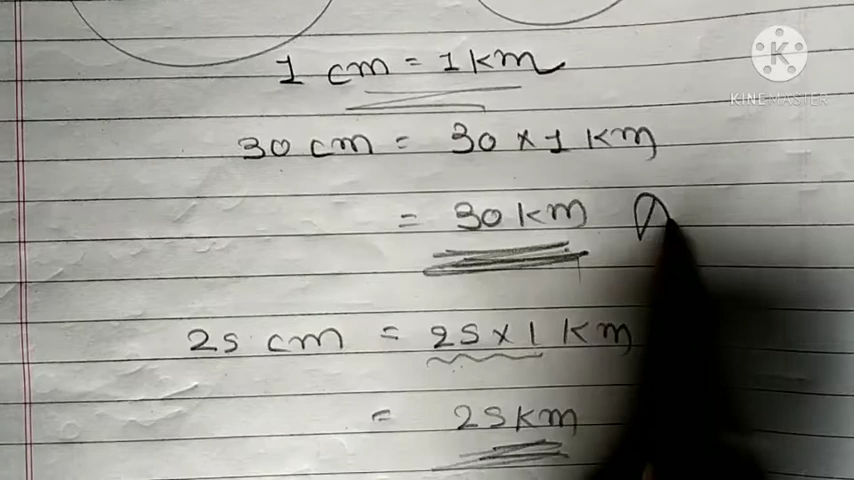 1 cm = 1 km
K
KINEMASTER
30 cm = 30 × 1 km
= 30 km
25 cm = 25 × 1 km
= 25 km